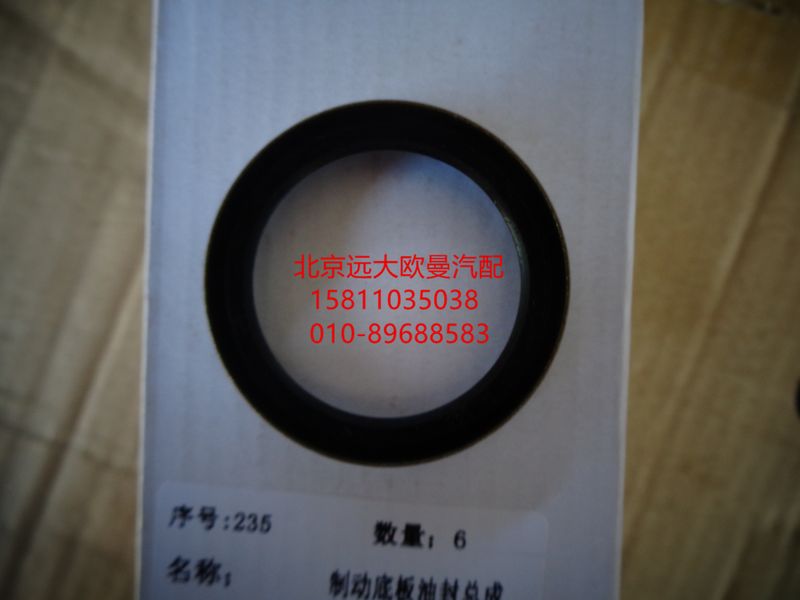 北京远大欧曼汽配
15811035038
010-89688583
序号:235 数量: 6
名称: 制动底板油封总成